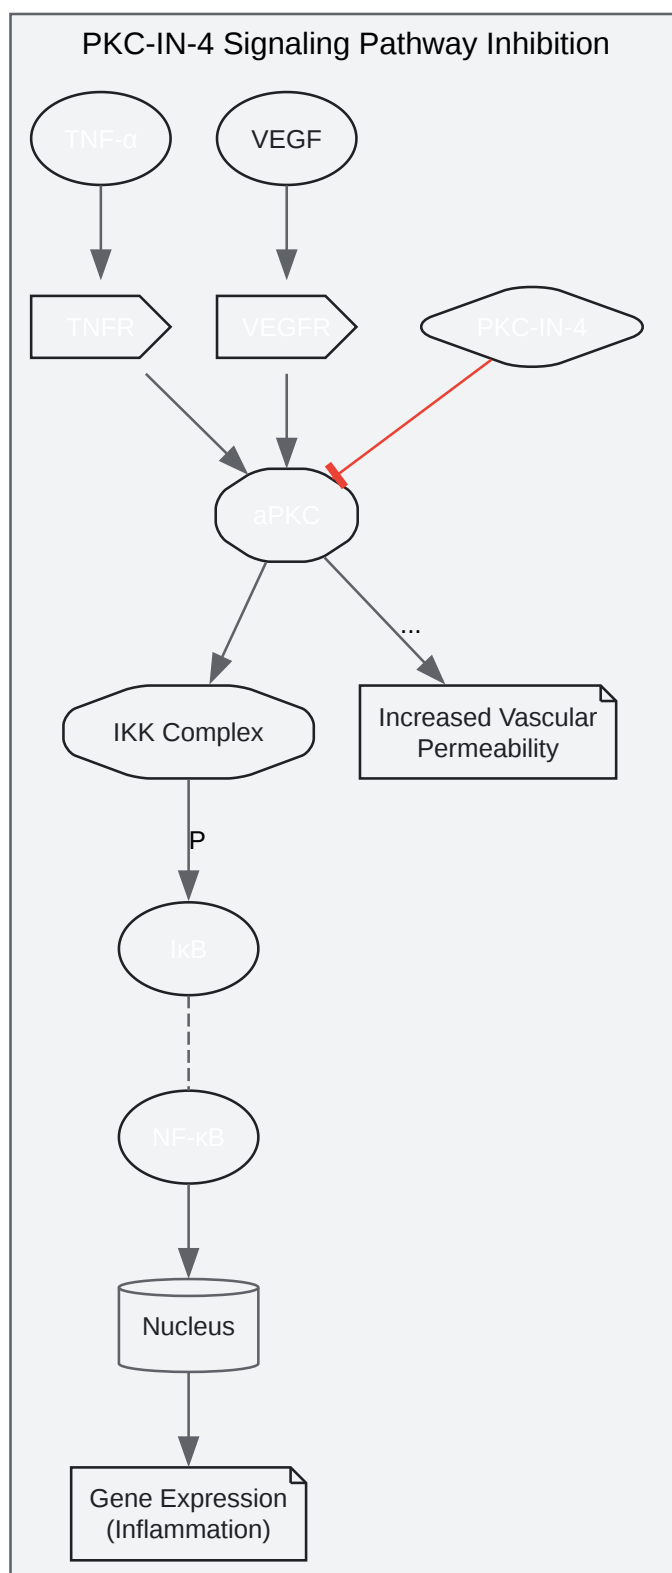 PKC-IN-4 Signaling Pathway Inhibition
TNF-α
VEGF
TNFR
VEGFR
PKC-IN-4
aPKC
...
IKK Complex
Increased Vascular
Permeability
P
IκB
NF-κB
Nucleus
Gene Expression
(Inflammation)